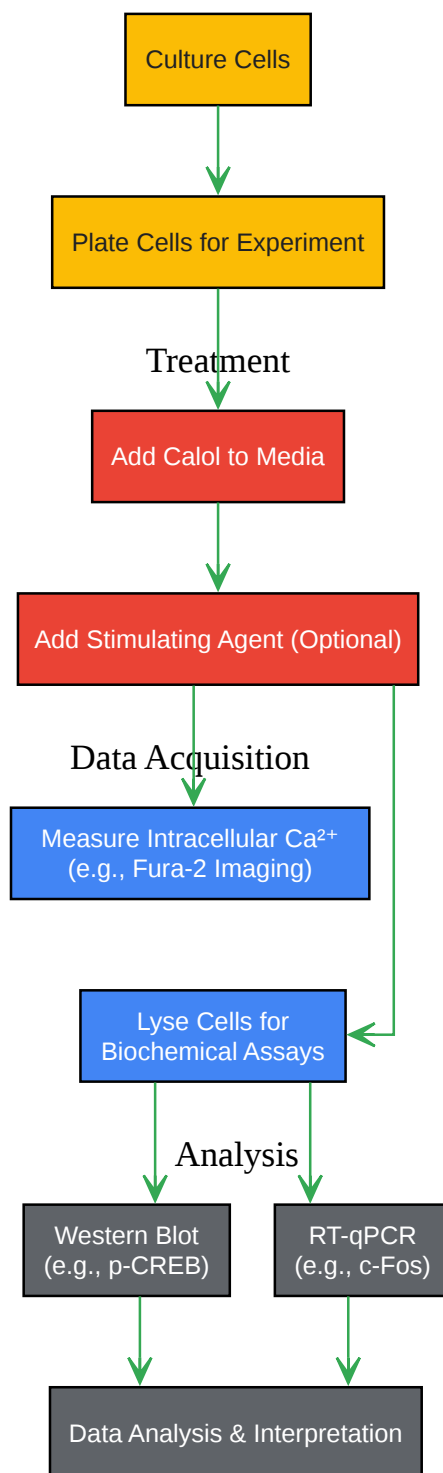 Culture Cells
Plate Cells for Experiment
Treatment
Add Calol to Media
Add Stimulating Agent (Optional)
Data Acquisition
Measure Intracellular Ca²⁺
(e.g., Fura-2 Imaging)
Lyse Cells for
Biochemical Assays
Analysis
Western Blot
(e.g., p-CREB)
RT-qPCR
(e.g., c-Fos)
Data Analysis & Interpretation